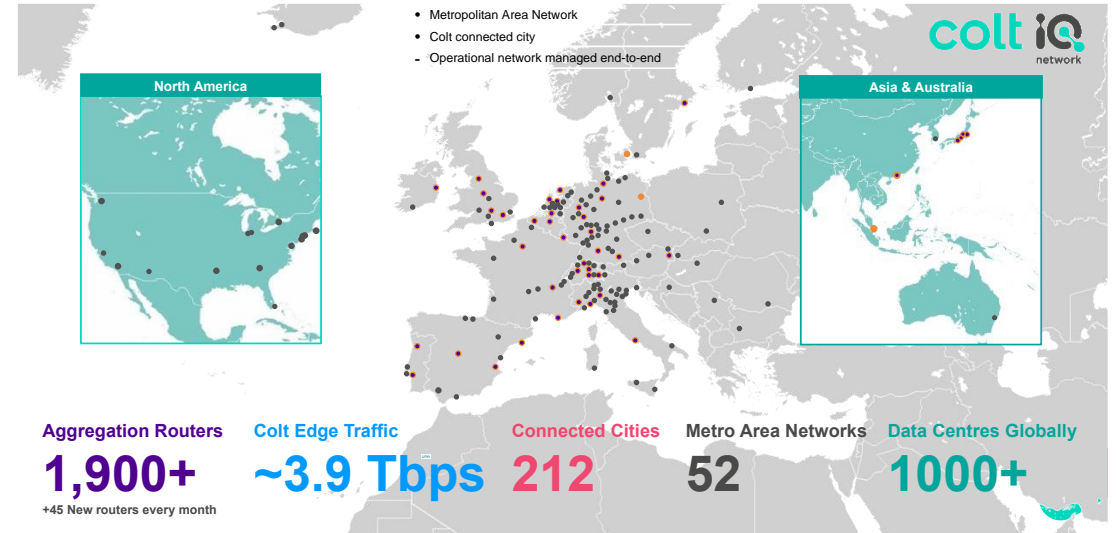 • Metropolitan Area Network
• Colt connected city
- Operational network managed end-to-end
colt iQ
network
North America
Asia & Australia
Aggregation Routers
1,900+
+45 New routers every month
Colt Edge Traffic
~3.9 Tbps
Connected Cities
212
Metro Area Networks
52
Data Centres Globally
1000+